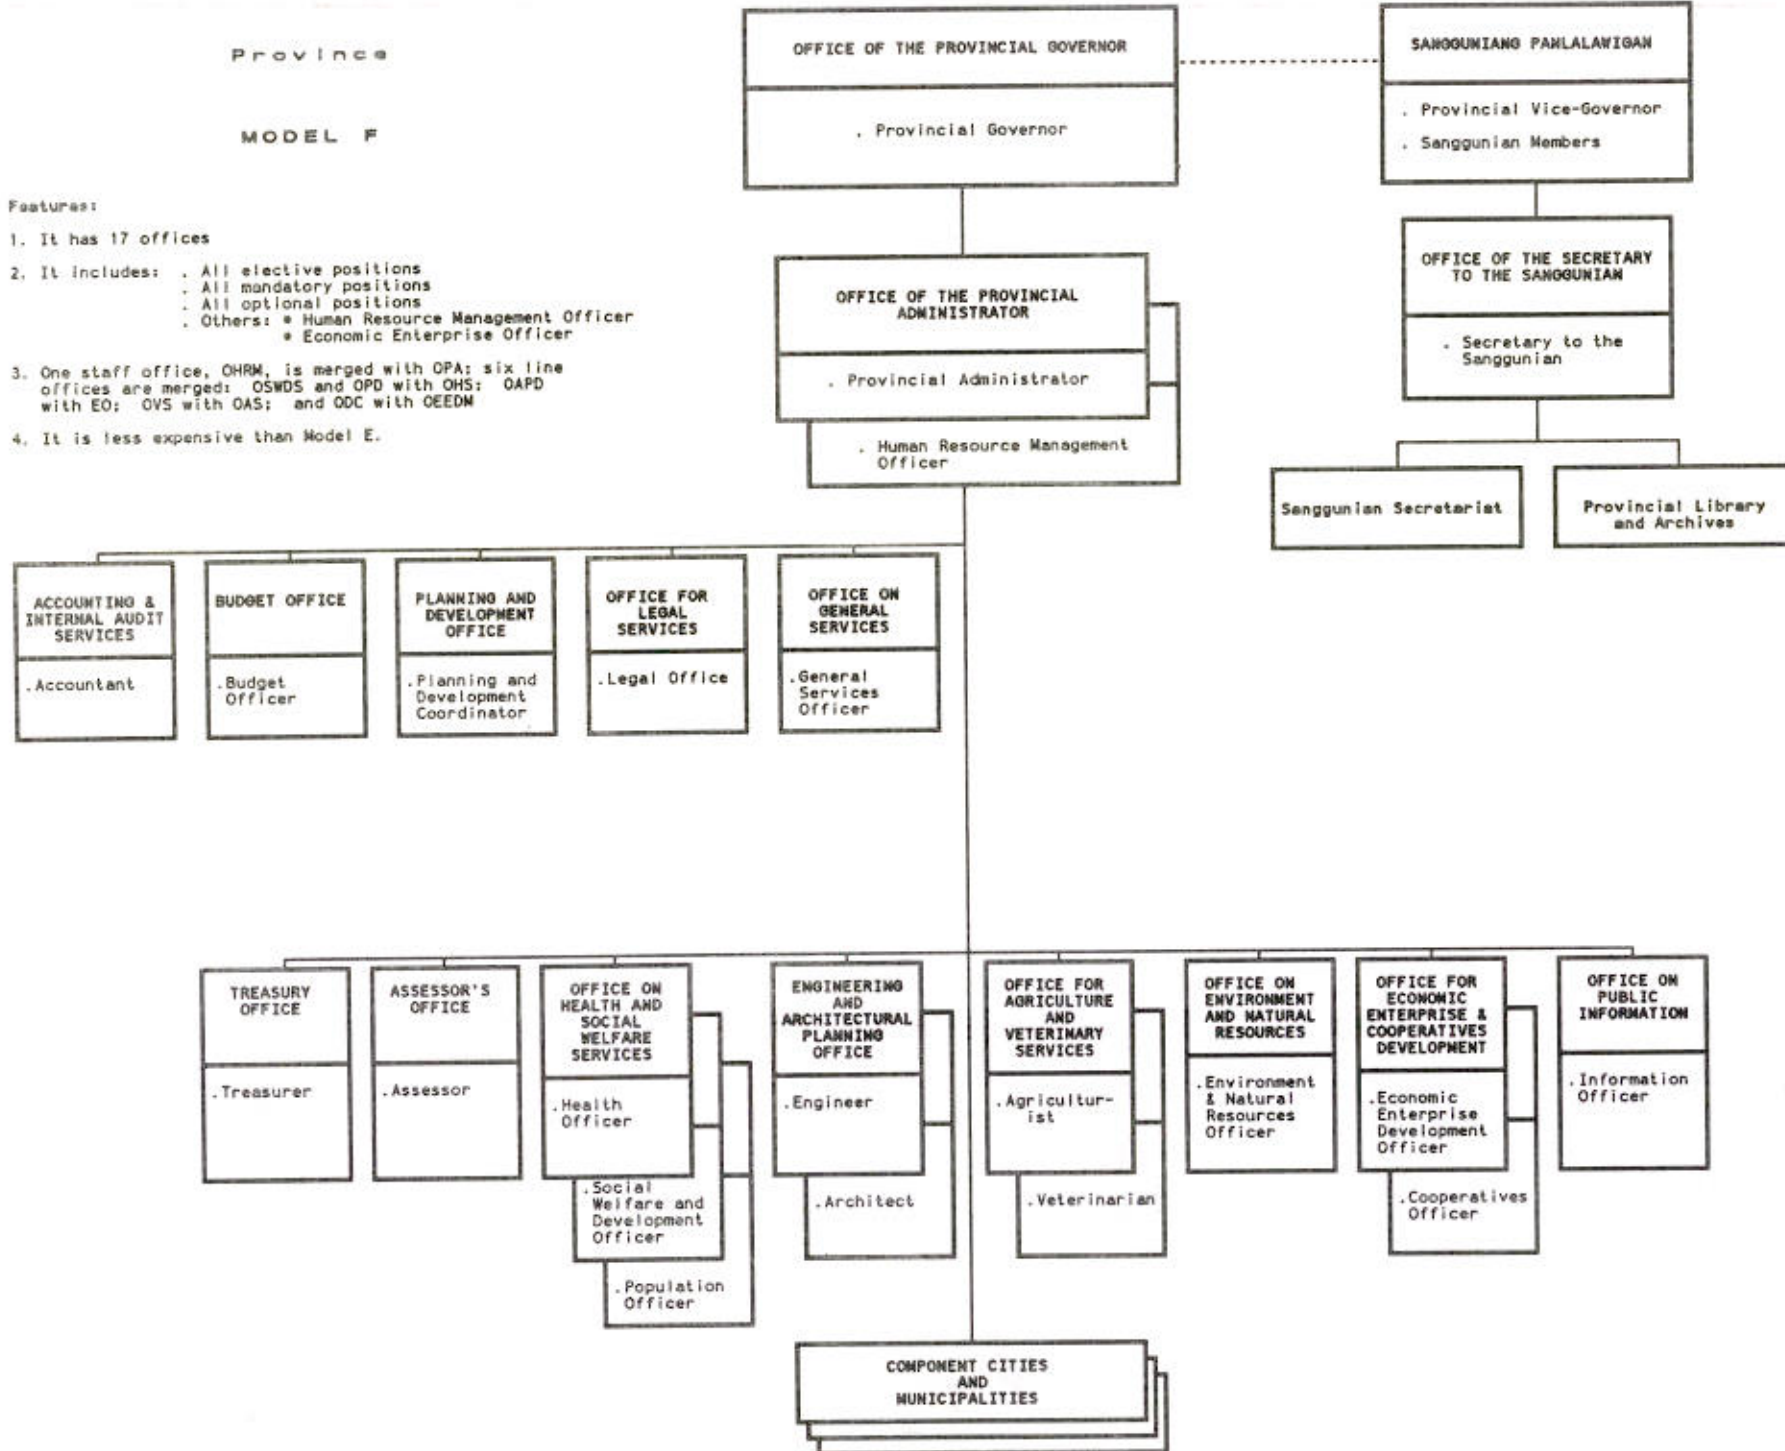 Province
MODEL F
Features:
1. It has 17 offices
2. It includes: . All elective positions
. All mandatory positions
. All optional positions
. Others: * Human Resource Management Officer
* Economic Enterprise Officer
3. One staff office, OHRM, is merged with OPA; six line
offices are merged: OSWDS and OPD with OHS; OAPD
with EO; OVS with OAS; and ODC with OEEDM
4. It is less expensive than Model E.
OFFICE OF THE PROVINCIAL GOVERNOR
. Provincial Governor
SANGGUNIANG PANLALAWIGAN
. Provincial Vice-Governor
. Sanggunian Members
OFFICE OF THE PROVINCIAL
ADMINISTRATOR
. Provincial Administrator
. Human Resource Management
Officer
OFFICE OF THE SECRETARY
TO THE SANGGUNIAN
. Secretary to the
Sanggunian
Sanggunian Secretariat
Provincial Library
and Archives
ACCOUNTING &
INTERNAL AUDIT
SERVICES
.Accountant
BUDGET OFFICE
.Budget
Officer
PLANNING AND
DEVELOPMENT
OFFICE
.Planning and
Development
Coordinator
OFFICE FOR
LEGAL
SERVICES
.Legal Office
OFFICE ON
GENERAL
SERVICES
.General
Services
Officer
TREASURY
OFFICE
.Treasurer
ASSESSOR'S
OFFICE
.Assessor
OFFICE ON
HEALTH AND
SOCIAL
WELFARE
SERVICES
.Health
Officer
.Social
Welfare and
Development
Officer
.Population
Officer
ENGINEERING
AND
ARCHITECTURAL
PLANNING
OFFICE
.Engineer
.Architect
OFFICE FOR
AGRICULTURE
AND
VETERINARY
SERVICES
.Agricultur-
ist
.Veterinarian
OFFICE ON
ENVIRONMENT
AND NATURAL
RESOURCES
.Environment
& Natural
Resources
Officer
OFFICE FOR
ECONOMIC
ENTERPRISE &
COOPERATIVES
DEVELOPMENT
.Economic
Enterprise
Development
Officer
.Cooperatives
Officer
OFFICE ON
PUBLIC
INFORMATION
.Information
Officer
COMPONENT CITIES
AND
MUNICIPALITIES